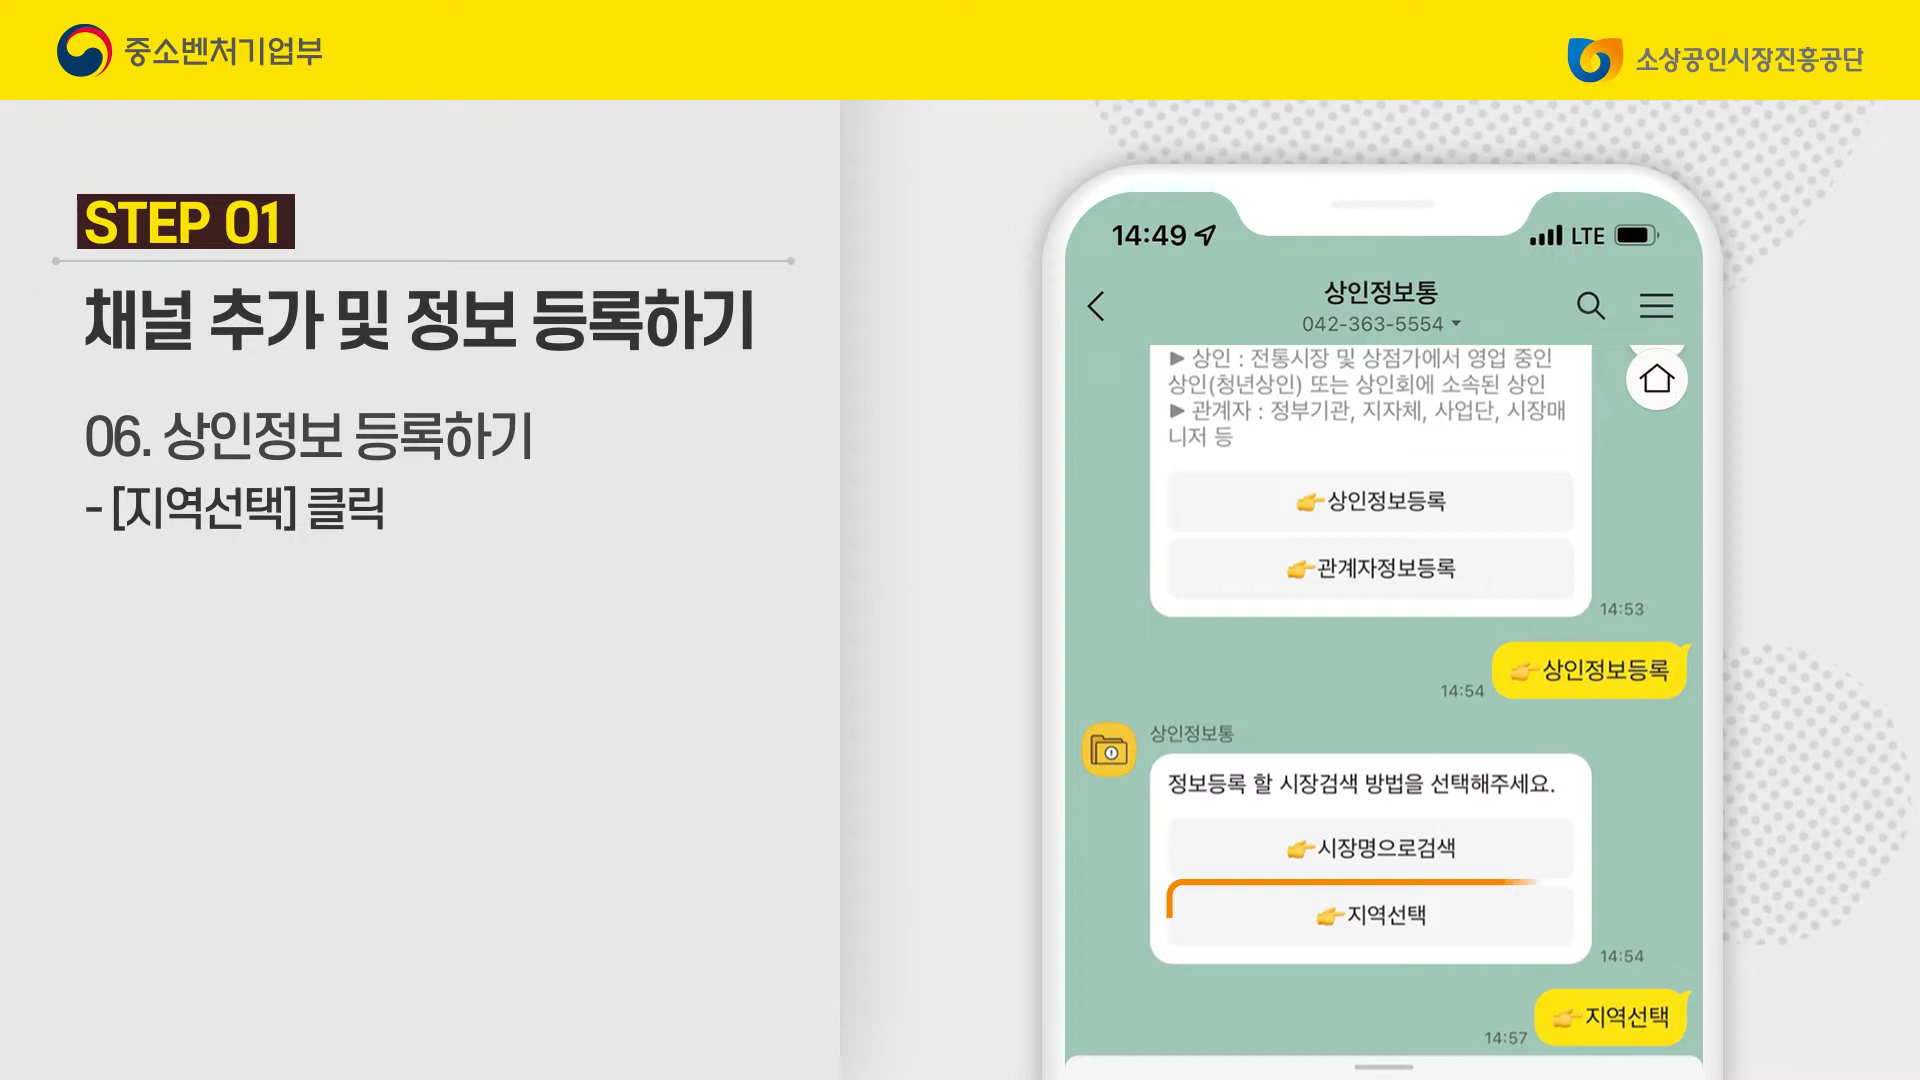 중소벤처기업부
소상공인시장진흥공단
STEP 01
채널 추가 및 정보 등록하기
06. 상인정보 등록하기
- [지역선택] 클릭
14:49
LTE
상인정보통
042-363-5554
▶ 상인 : 전통시장 및 상점가에서 영업 중인
상인(청년상인) 또는 상인회에 소속된 상인
▶ 관계자 : 정부기관, 지자체, 사업단, 시장매
니저 등
👉상인정보등록
👉관계자정보등록
14:53
👉상인정보등록
14:54
상인정보통
정보등록 할 시장검색 방법을 선택해주세요.
👉시장명으로검색
👉지역선택
14:54
👉지역선택
14:57